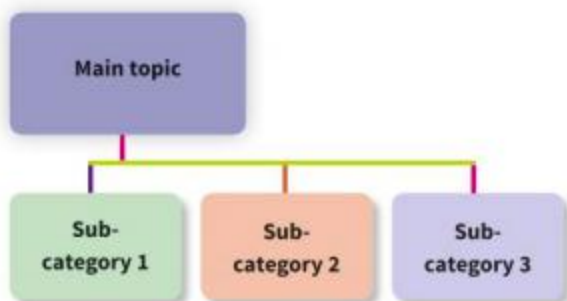 Main topic
Sub-
category 1
Sub-
category 2
Sub-
category 3